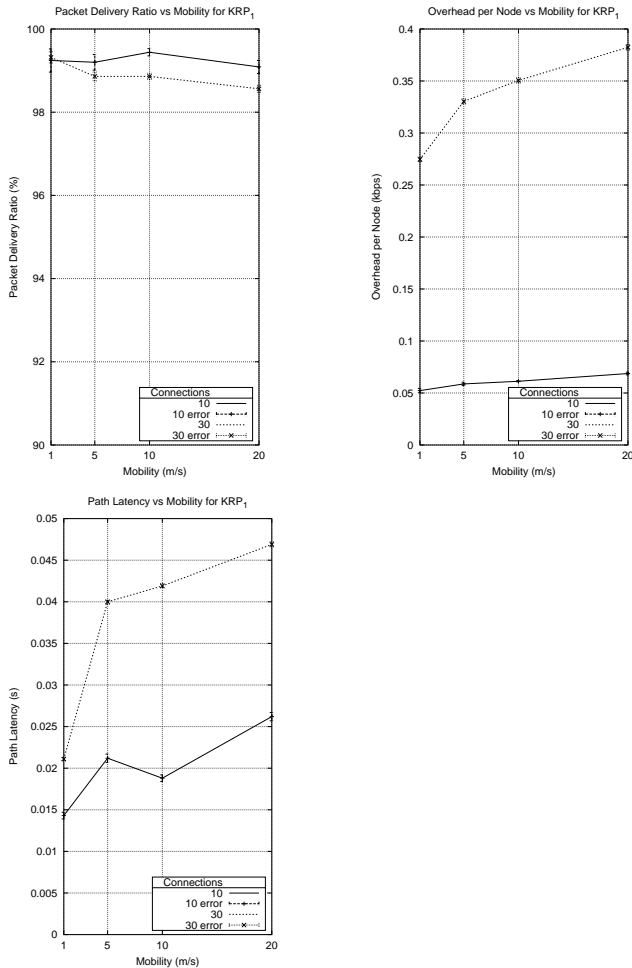 Packet Delivery Ratio vs Mobility for KRP₁
100
98
96
94
92
90
Packet Delivery Ratio (%)
Connections
10
10 error
30
30 error
1 5 10 20
Mobility (m/s)
Overhead per Node vs Mobility for KRP₁
0.4
0.35
0.3
0.25
0.2
0.15
0.1
0.05
0
Overhead per Node (kbps)
Connections
10
10 error
30
30 error
1 5 10 20
Mobility (m/s)
Path Latency vs Mobility for KRP₁
0.05
0.045
0.04
0.035
0.03
0.025
0.02
0.015
0.01
0.005
0
Path Latency (s)
Connections
10
10 error
30
30 error
1 5 10 20
Mobility (m/s)